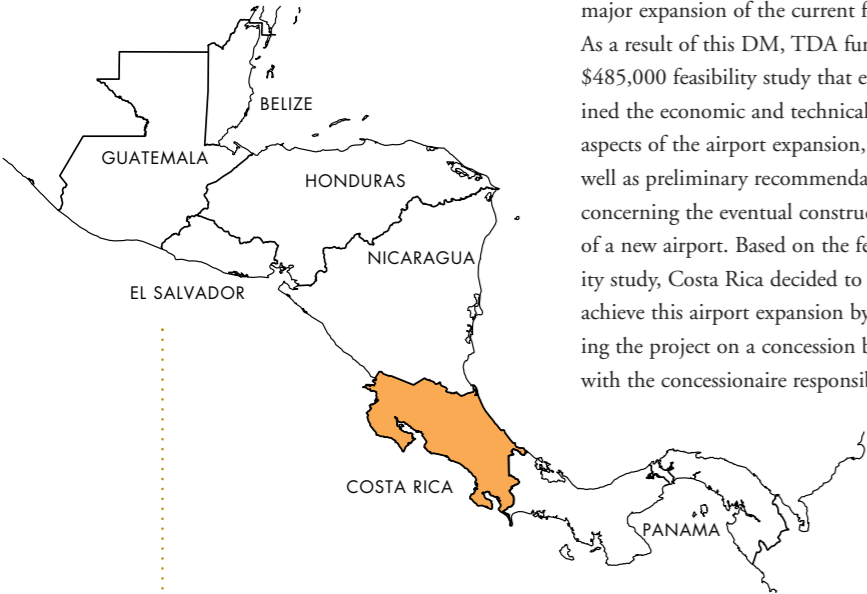 major expansion of the current
As a result of this DM, TDA
$485,000 feasibility study that
ined the economic and technical
aspects of the airport expansion,
well as preliminary
concerning the eventual
of a new airport. Based on the
ity study, Costa Rica decided to
achieve this airport expansion by
ing the project on a concession
with the concessionaire
BELIZE
GUATEMALA
HONDURAS
NICARAGUA
EL SALVADOR
COSTA RICA
PANAMA